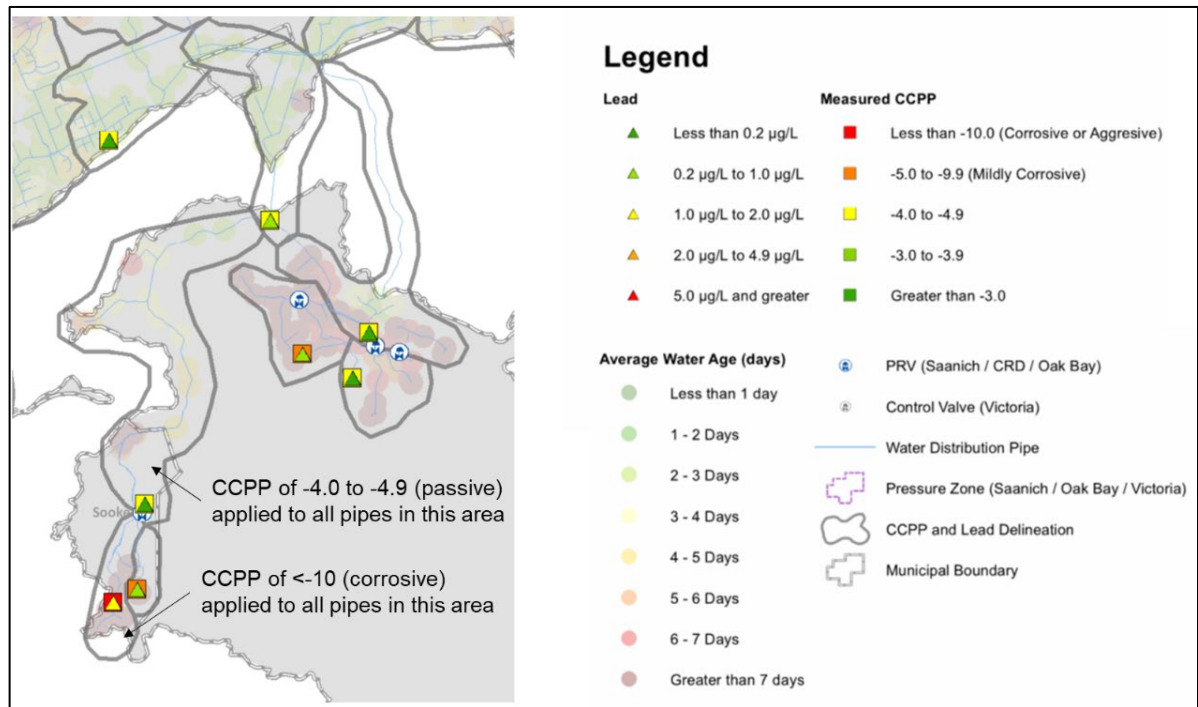 Legend
Lead
Less than 0.2 µg/L
0.2 µg/L to 1.0 µg/L
1.0 µg/L to 2.0 µg/L
2.0 µg/L to 4.9 µg/L
5.0 µg/L and greater
Measured CCPP
Less than -10.0 (Corrosive or Aggresive)
-5.0 to -9.9 (Mildly Corrosive)
-4.0 to -4.9
-3.0 to -3.9
Greater than -3.0
Average Water Age (days)
Less than 1 day
1 - 2 Days
2 - 3 Days
3 - 4 Days
4 - 5 Days
5 - 6 Days
6 - 7 Days
Greater than 7 days
PRV (Saanich / CRD / Oak Bay)
Control Valve (Victoria)
Water Distribution Pipe
Pressure Zone (Saanich / Oak Bay / Victoria)
CCPP and Lead Delineation
Municipal Boundary
CCPP of -4.0 to -4.9 (passive)
applied to all pipes in this area
CCPP of <-10 (corrosive)
applied to all pipes in this area